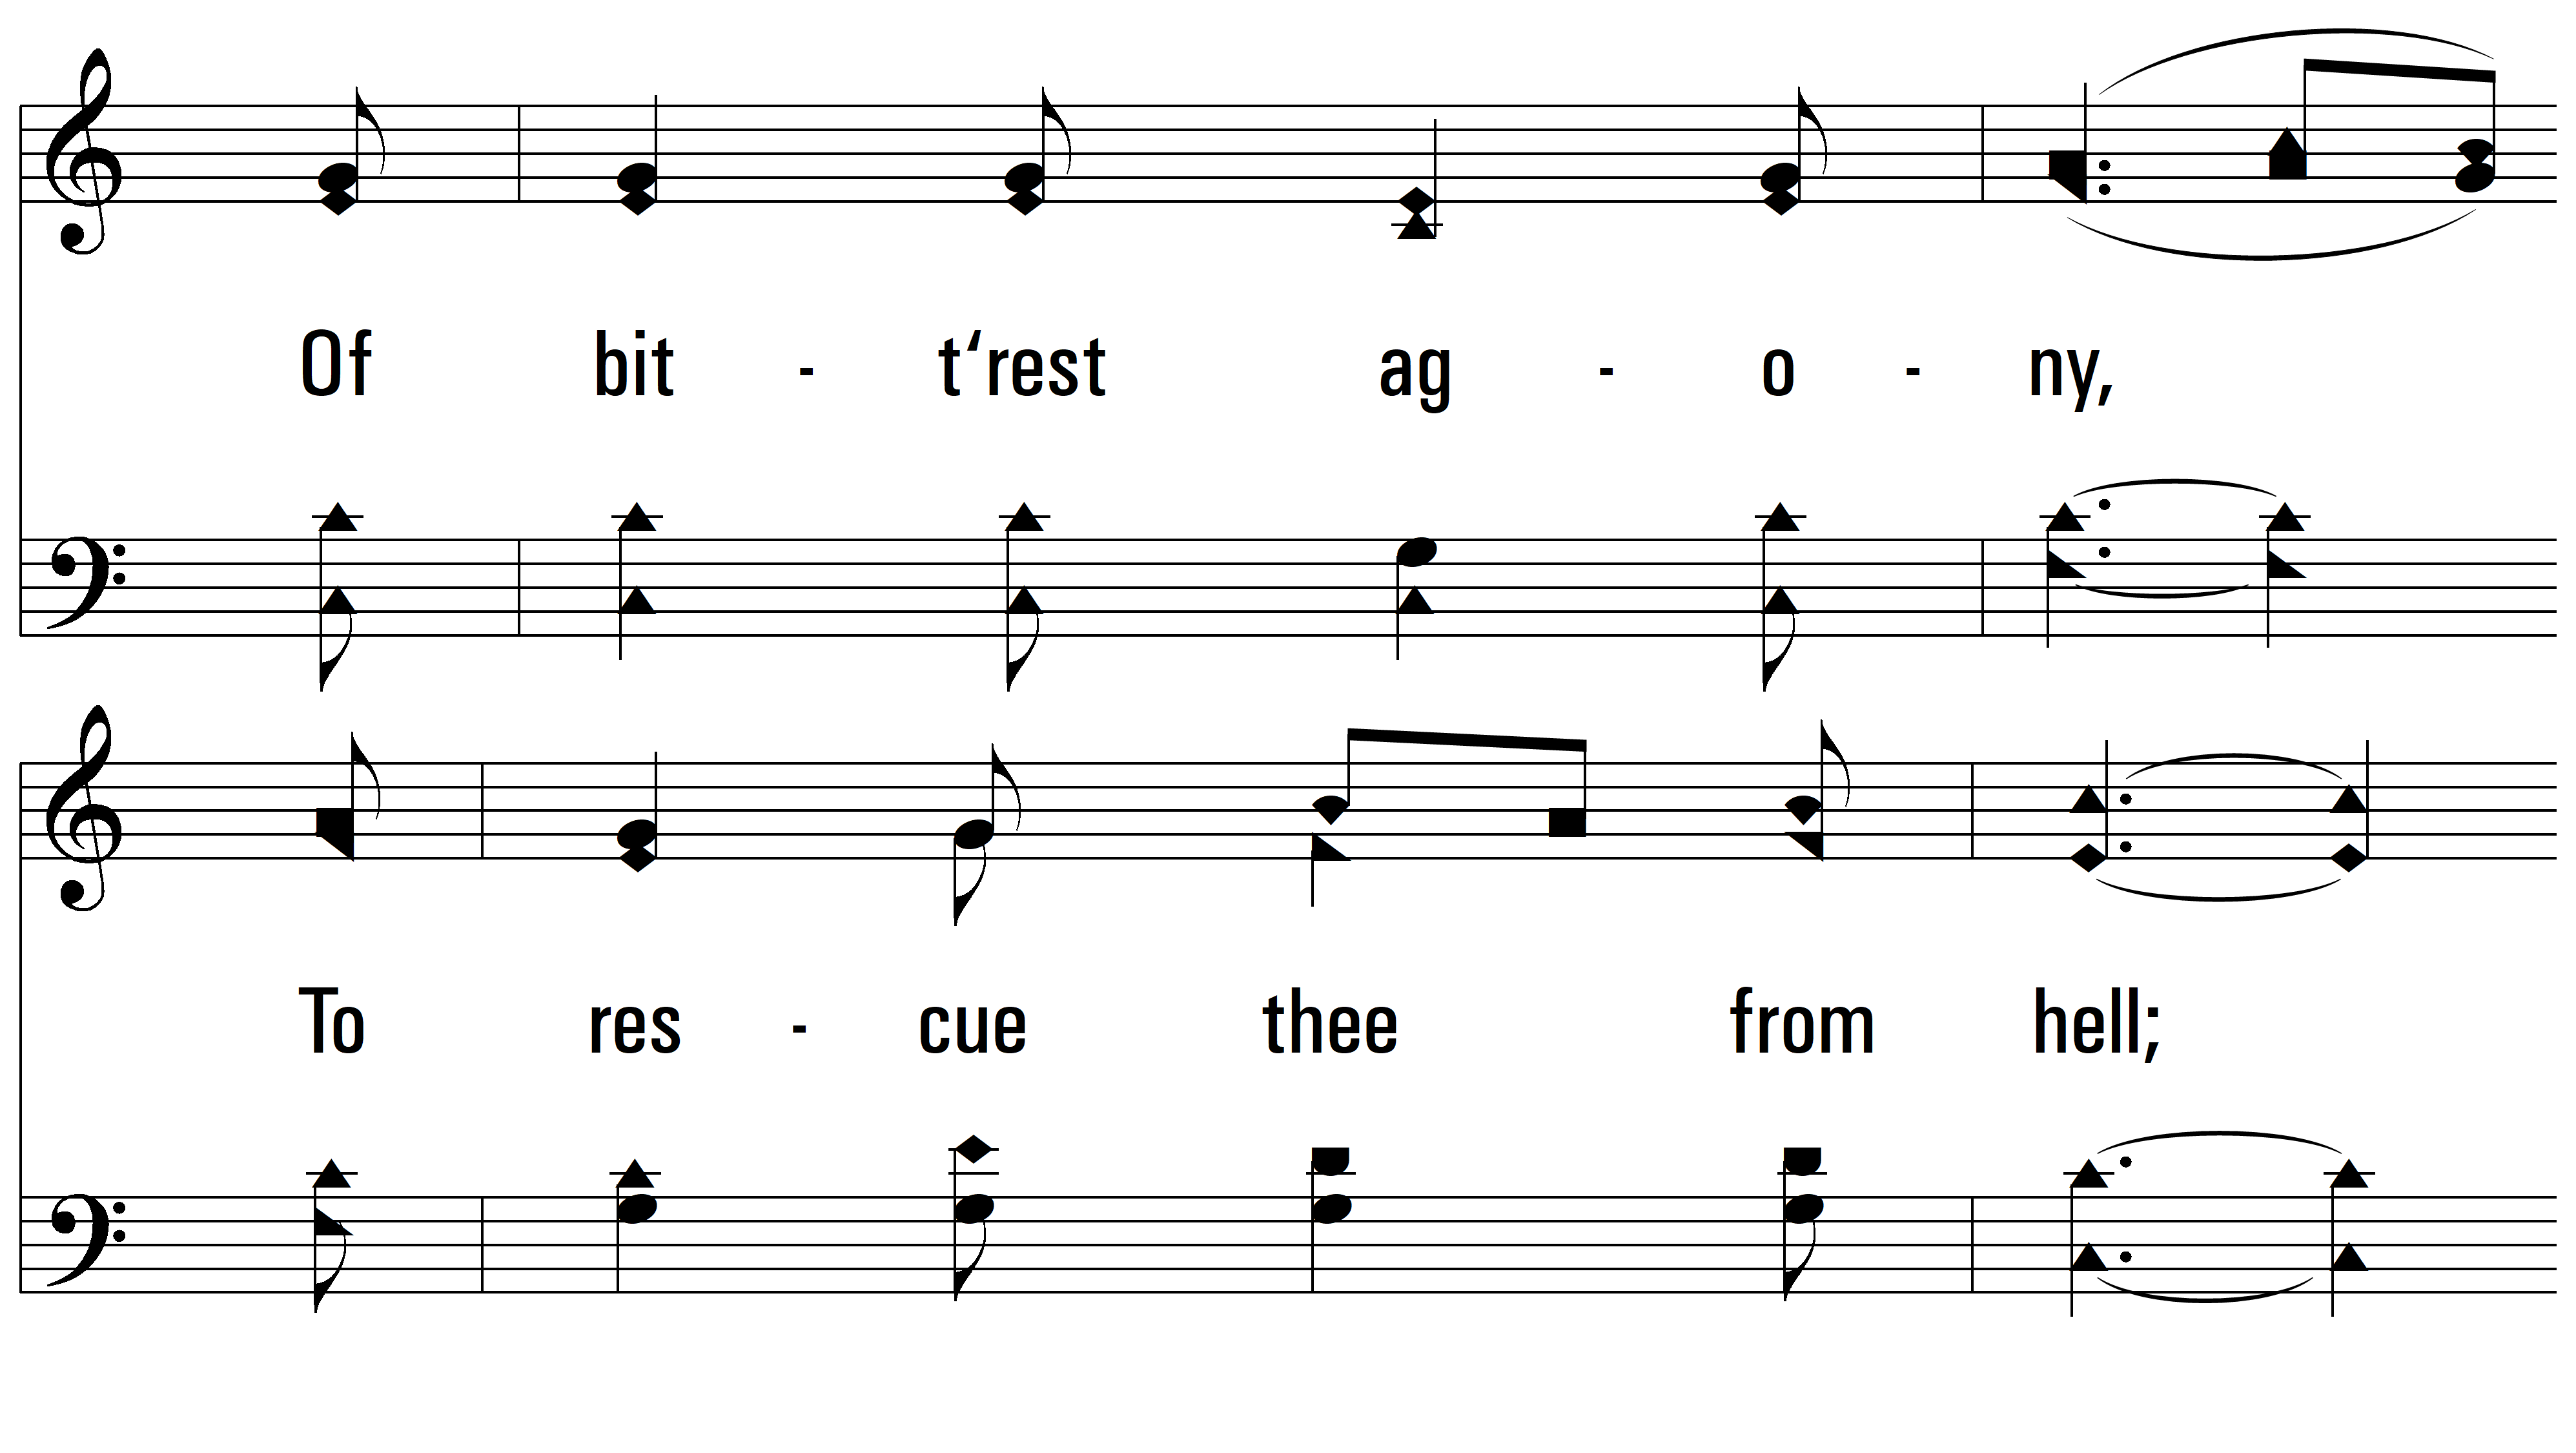 Of bit - t‘rest ag - o - ny,
To res - cue thee from hell;